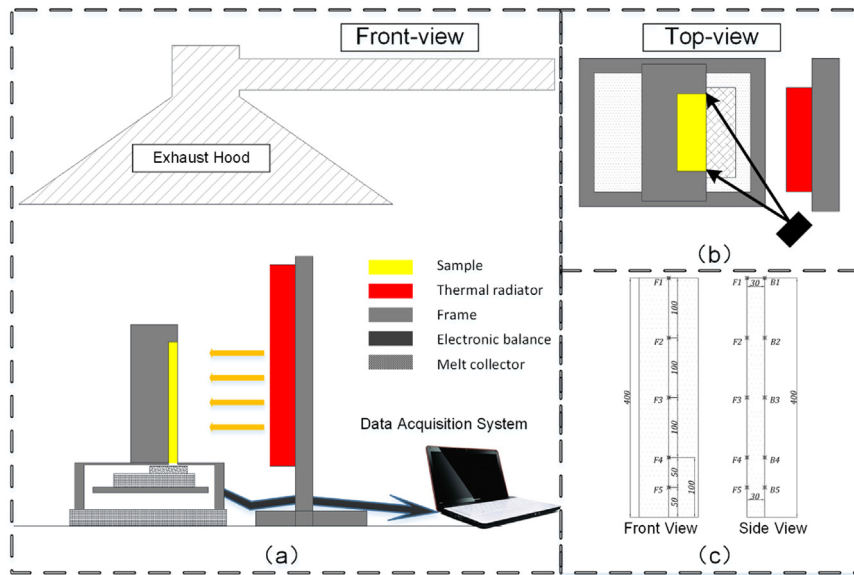 Front-view
Exhaust Hood
Sample
Thermal radiator
Frame
Electronic balance
Melt collector
Data Acquisition System
(a)
Top-view
(b)
F1
F1
30
B1
100
F2
F2
B2
100
400
F3
F3
B3
400
100
F4
F4
B4
50
100
F5
F5
B5
50
30
Front View
Side View
(c)